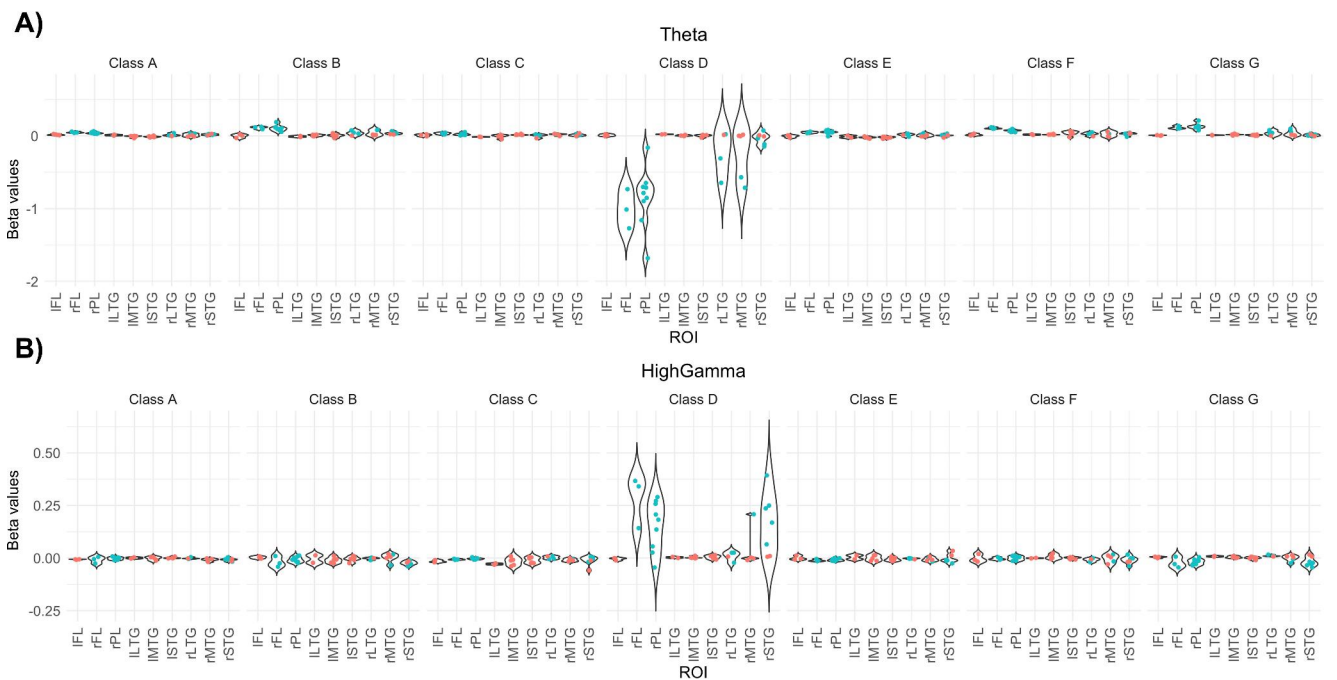 A)
Theta
Class A Class B Class C Class D Class E Class F Class G
Beta values
0
-1
-2
lFL rFL rPL lLTG lMTG lSTG rLTG rMTG rSTG lFL rFL rPL lLTG lMTG lSTG rLTG rMTG rSTG lFL rFL rPL lLTG lMTG lSTG rLTG rMTG rSTG lFL rFL rPL lLTG lMTG lSTG rLTG rMTG rSTG lFL rFL rPL lLTG lMTG lSTG rLTG rMTG rSTG lFL rFL rPL lLTG lMTG lSTG rLTG rMTG rSTG lFL rFL rPL lLTG lMTG lSTG rLTG rMTG rSTG
ROI
B)
HighGamma
Class A Class B Class C Class D Class E Class F Class G
Beta values
0.50
0.25
0.00
-0.25
lFL rFL rPL lLTG lMTG lSTG rLTG rMTG rSTG lFL rFL rPL lLTG lMTG lSTG rLTG rMTG rSTG lFL rFL rPL lLTG lMTG lSTG rLTG rMTG rSTG lFL rFL rPL lLTG lMTG lSTG rLTG rMTG rSTG lFL rFL rPL lLTG lMTG lSTG rLTG rMTG rSTG lFL rFL rPL lLTG lMTG lSTG rLTG rMTG rSTG lFL rFL rPL lLTG lMTG lSTG rLTG rMTG rSTG
ROI